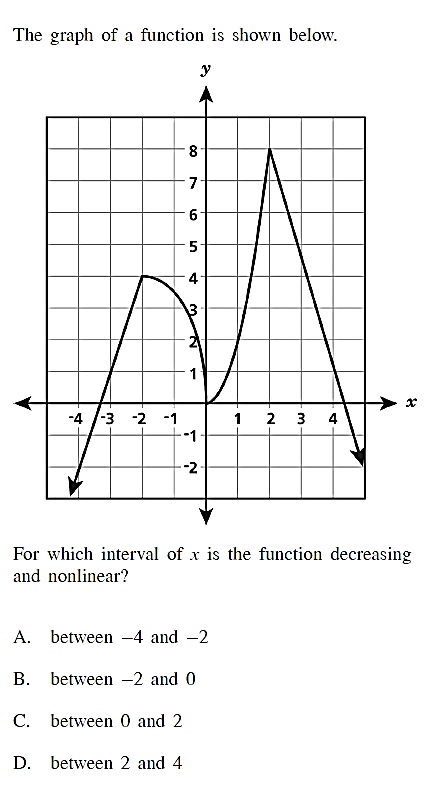 The graph of a function is shown below.
y
8
7
6
5
4
3
2
1
-4 -3 -2 -1 1 2 3 4 x
-1
-2
For which interval of x is the function decreasing
and nonlinear?
A. between −4 and −2
B. between −2 and 0
C. between 0 and 2
D. between 2 and 4